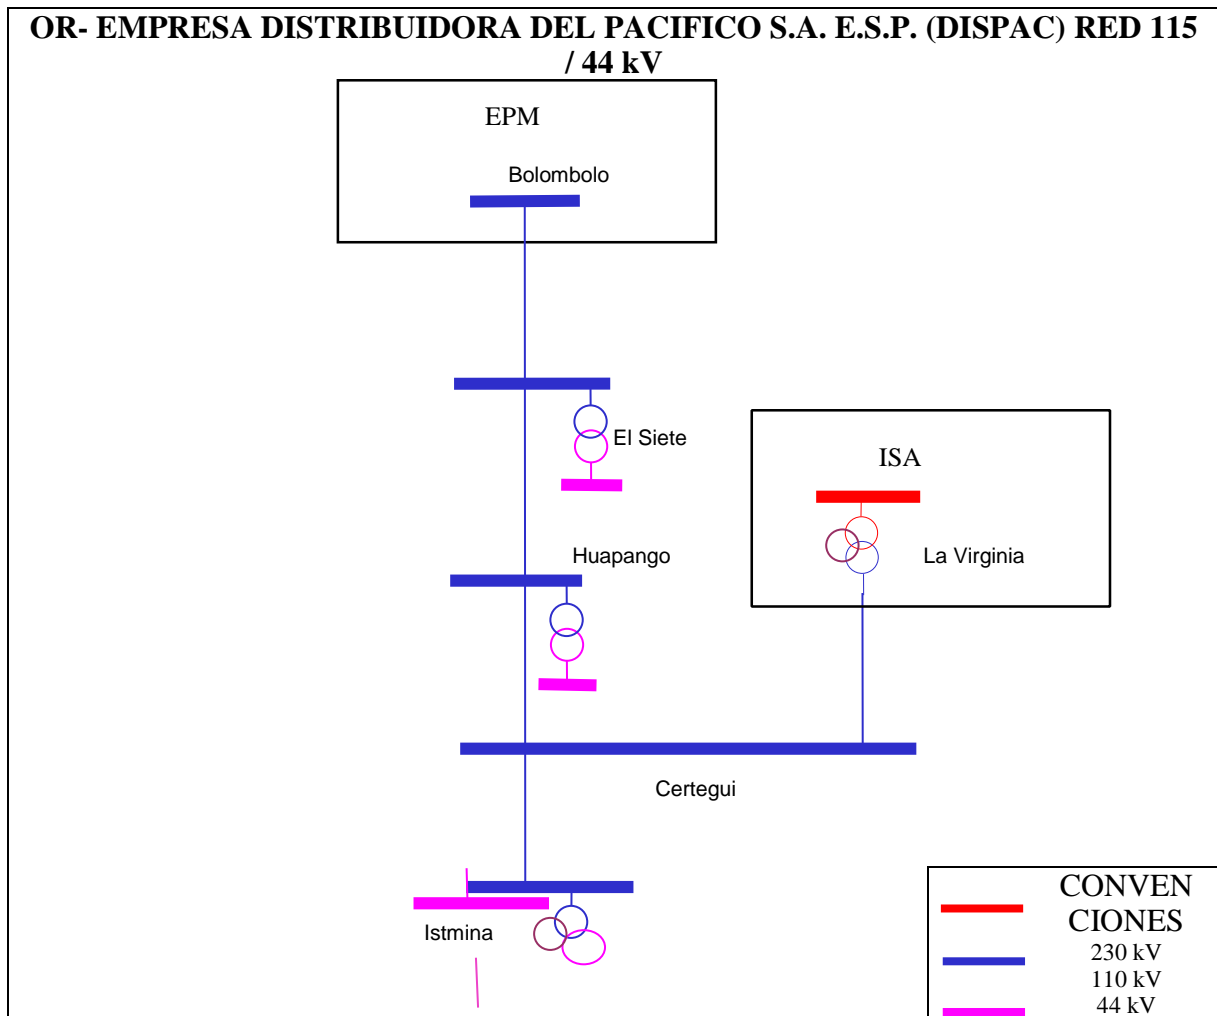 OR- EMPRESA DISTRIBUIDORA DEL PACIFICO S.A. E.S.P. (DISPAC) RED 115
/ 44 kV
EPM
Bolombolo
El Siete
ISA
Huapango
La Virginia
Certegui
Istmina
CONVEN
CIONES
230 kV
110 kV
44 kV